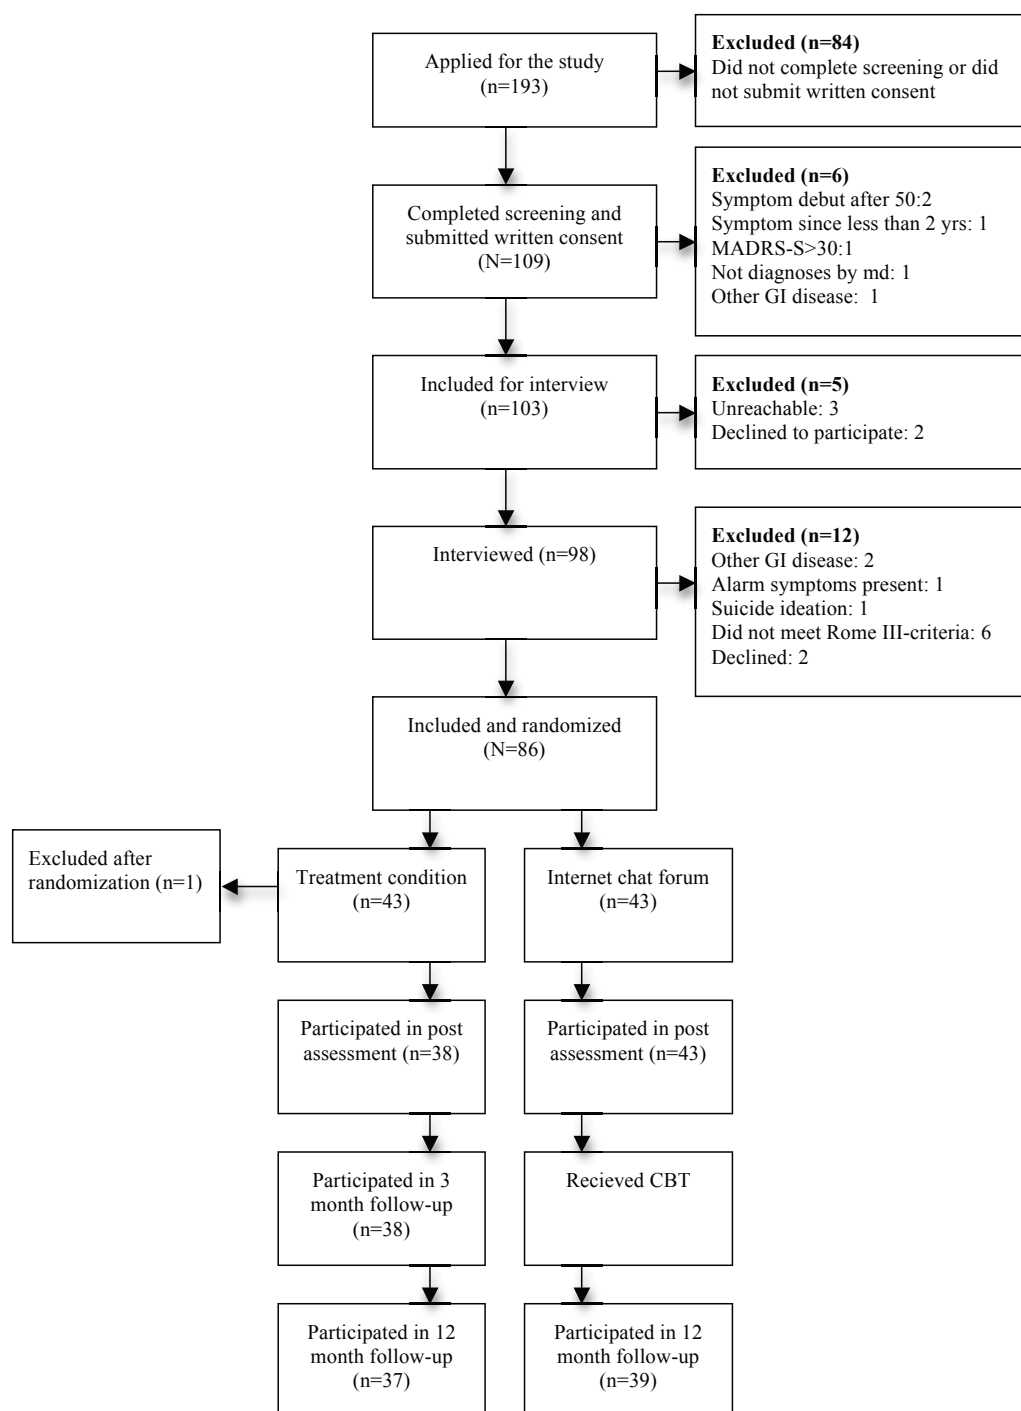 Applied for the study
(n=193)
Excluded (n=84)
Did not complete screening or did
not submit written consent
Completed screening and
submitted written consent
(N=109)
Excluded (n=6)
Symptom debut after 50:2
Symptom since less than 2 yrs: 1
MADRS-S>30:1
Not diagnoses by md: 1
Other GI disease:  1
Included for interview
(n=103)
Excluded (n=5)
Unreachable: 3
Declined to participate: 2
Interviewed (n=98)
Excluded (n=12)
Other GI disease: 2
Alarm symptoms present: 1
Suicide ideation: 1
Did not meet Rome III-criteria: 6
Declined: 2
Included and randomized
(N=86)
Excluded after
randomization (n=1)
Treatment condition
(n=43)
Internet chat forum
(n=43)
Participated in post
assessment (n=38)
Participated in post
assessment (n=43)
Participated in 3
month follow-up
(n=38)
Recieved CBT
Participated in 12
month follow-up
(n=37)
Participated in 12
month follow-up
(n=39)